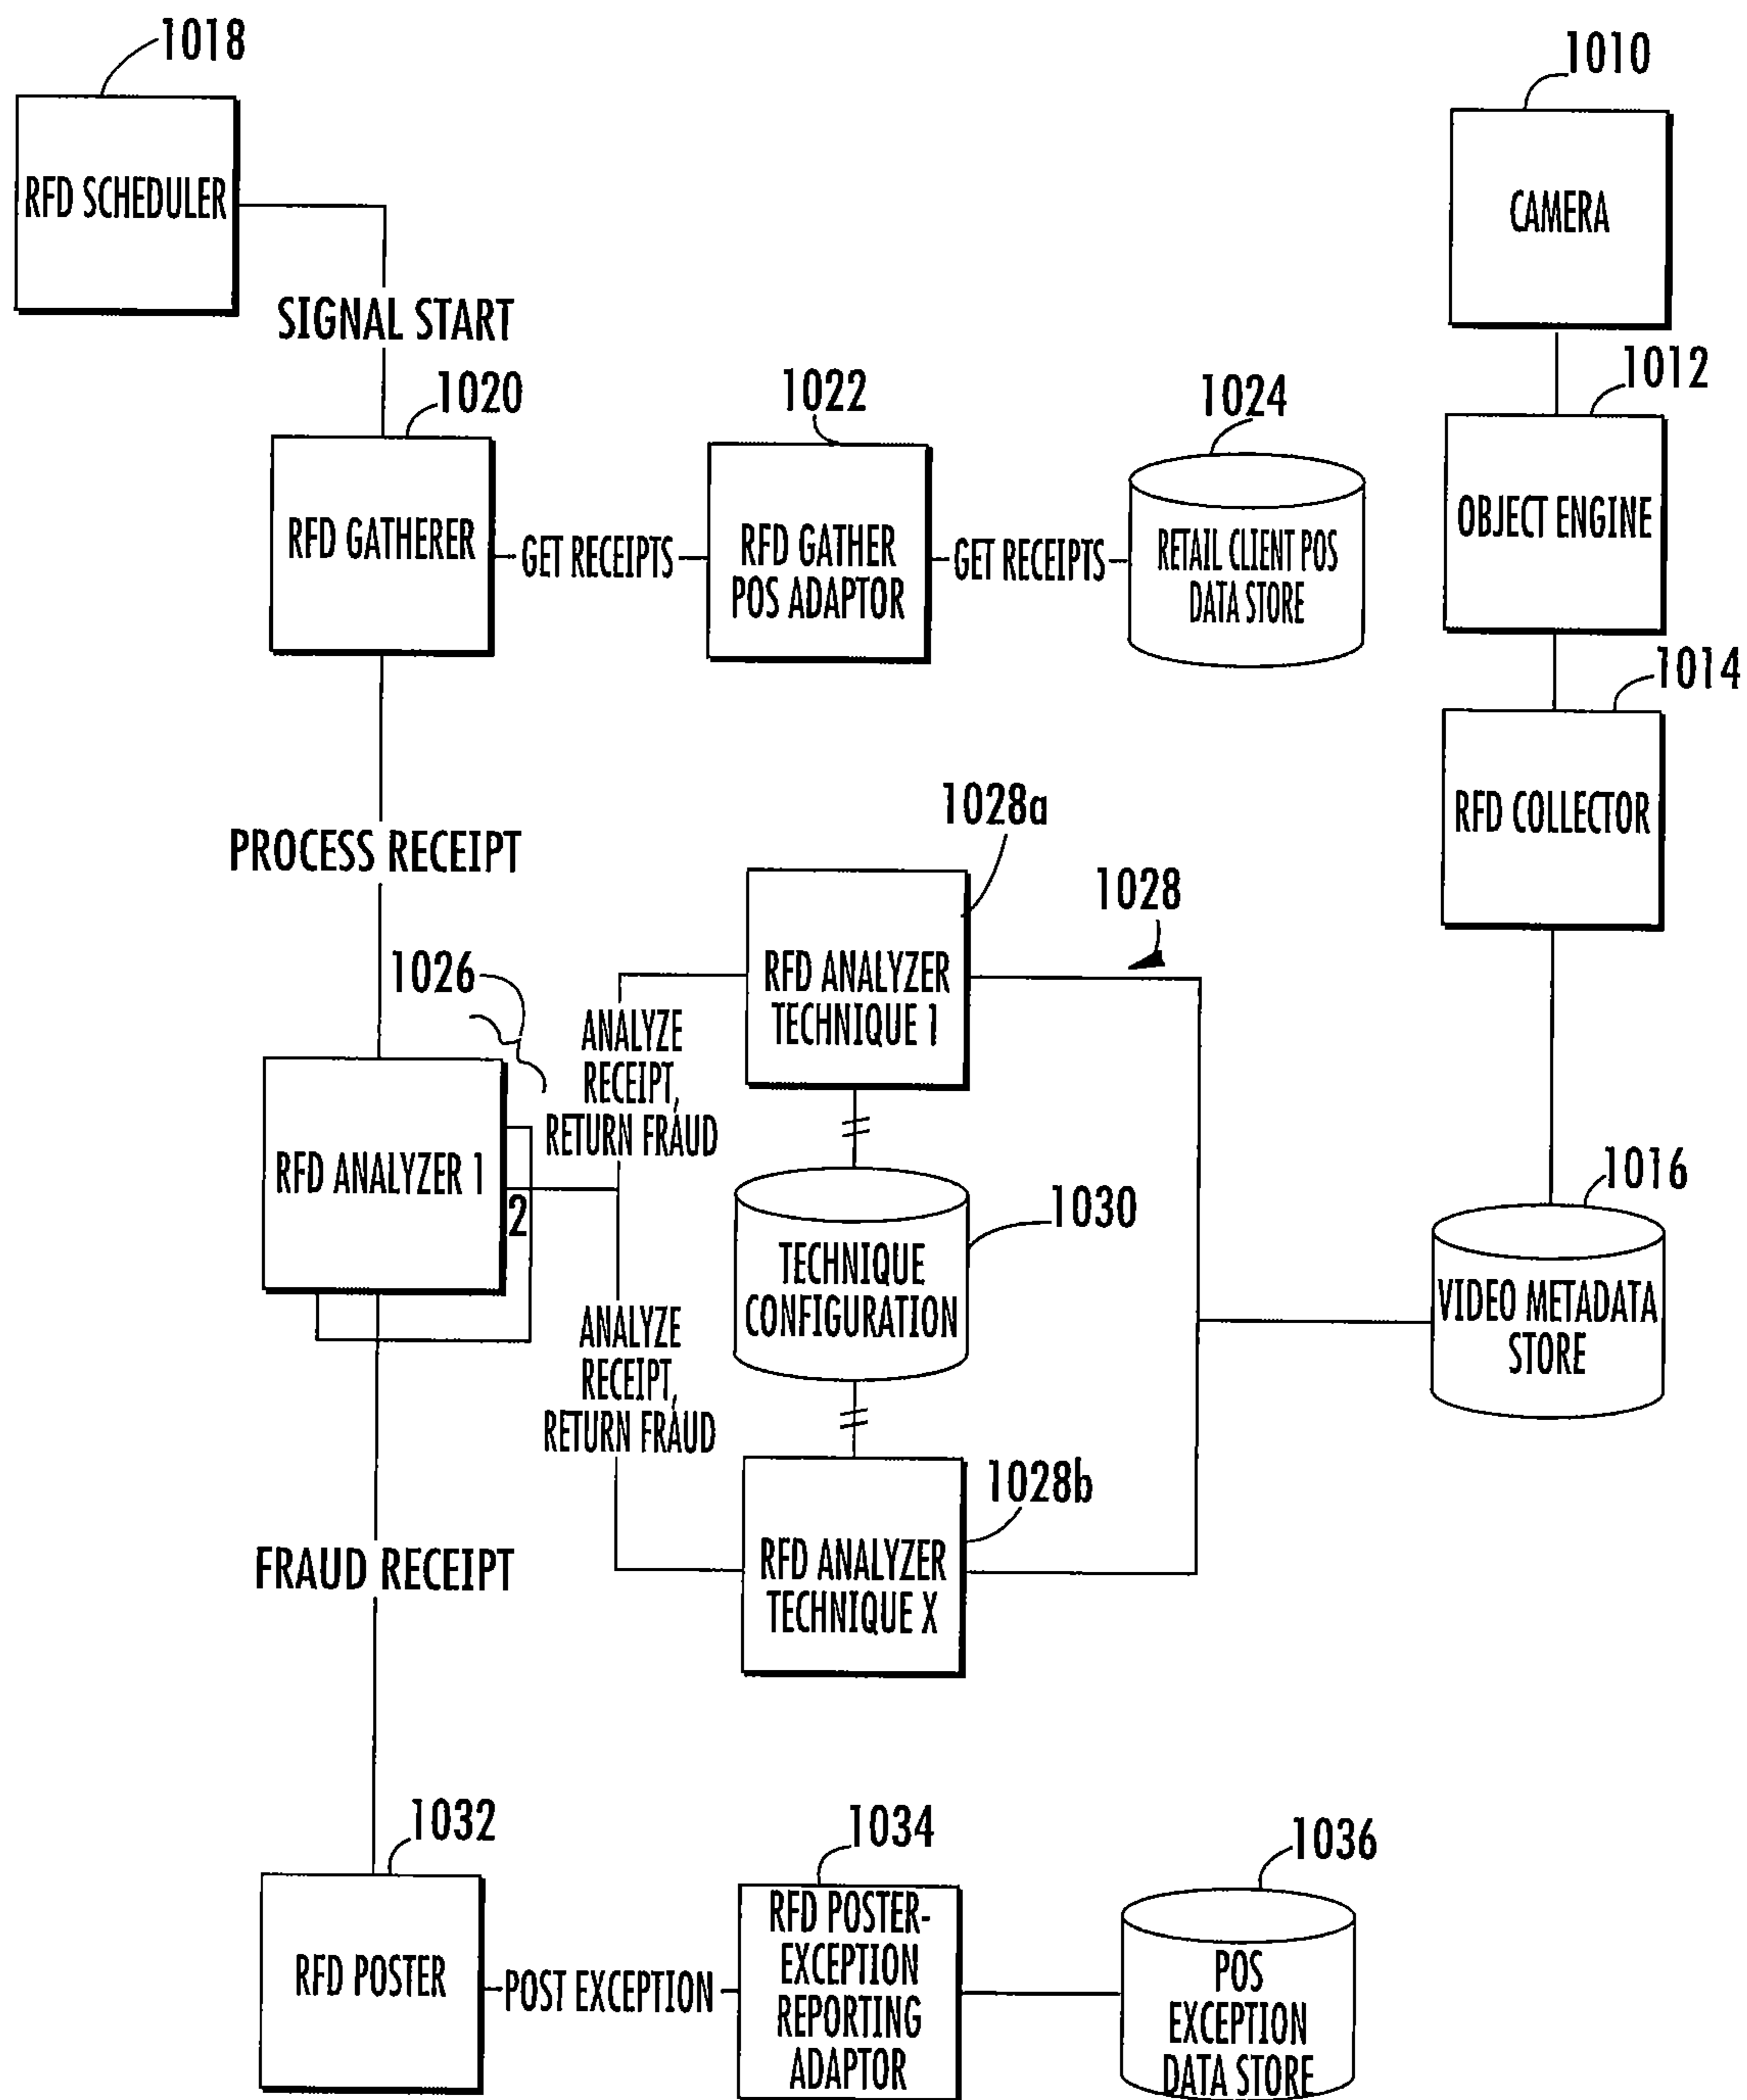 1018
RFD SCHEDULER
SIGNAL START
1010
CAMERA
1012
OBJECT ENGINE
1014
RFD COLLECTOR
1020
RFD GATHERER
GET RECEIPTS
1022
RFD GATHER
POS ADAPTOR
GET RECEIPTS
1024
RETAIL CLIENT POS
DATA STORE
PROCESS RECEIPT
1026
RFD ANALYZER 1
2
ANALYZE
RECEIPT,
RETURN FRAUD
ANALYZE
RECEIPT,
RETURN FRAUD
1028a
RFD ANALYZER
TECHNIQUE 1
1028
1030
TECHNIQUE
CONFIGURATION
1028b
RFD ANALYZER
TECHNIQUE X
1016
VIDEO METADATA
STORE
FRAUD RECEIPT
1032
RFD POSTER
POST EXCEPTION
1034
RFD POSTER-
EXCEPTION
REPORTING
ADAPTOR
1036
POS
EXCEPTION
DATA STORE